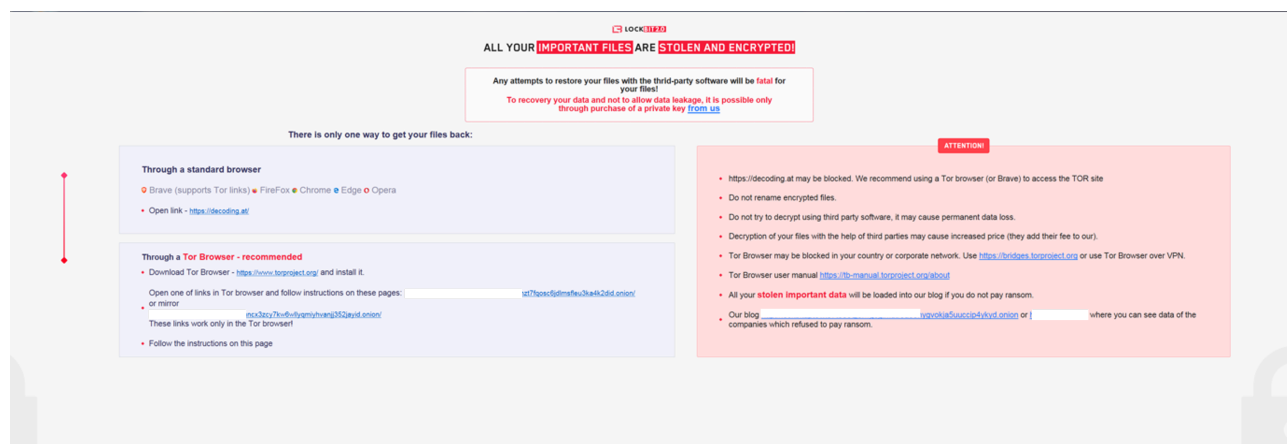 LOCKBIT 2.0
ALL YOUR IMPORTANT FILES ARE STOLEN AND ENCRYPTED!
Any attempts to restore your files with the thrid-party software will be fatal for
your files!
To recovery your data and not to allow data leakage, it is possible only
through purchase of a private key from us
There is only one way to get your files back:
Through a standard browser
Brave (supports Tor links) FireFox Chrome Edge Opera
Open link - https://decoding.at/
Through a Tor Browser - recommended
Download Tor Browser - https://www.torproject.org/ and install it.
Open one of links in Tor browser and follow instructions on these pages:
or mirror
These links work only in the Tor browser!
Follow the instructions on this page
ATTENTION!
https://decoding.at may be blocked. We recommend using a Tor browser (or Brave) to access the TOR site
Do not rename encrypted files.
Do not try to decrypt using third party software, it may cause permanent data loss.
Decryption of your files with the help of third parties may cause increased price (they add their fee to our).
Tor Browser may be blocked in your country or corporate network. Use https://bridges.torproject.org or use Tor Browser over VPN.
Tor Browser user manual https://tb-manual.torproject.org/about
All your stolen important data will be loaded into our blog if you do not pay ransom.
Our blog or where you can see data of the
companies which refused to pay ransom.